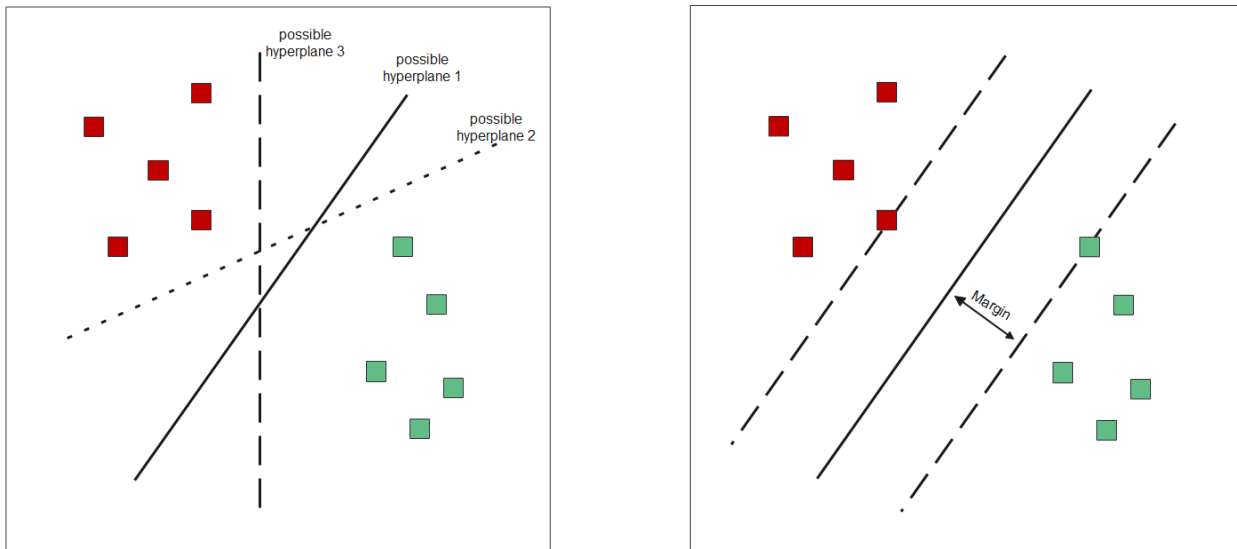 possible
hyperplane 3
possible
hyperplane 1
possible
hyperplane 2
Margin